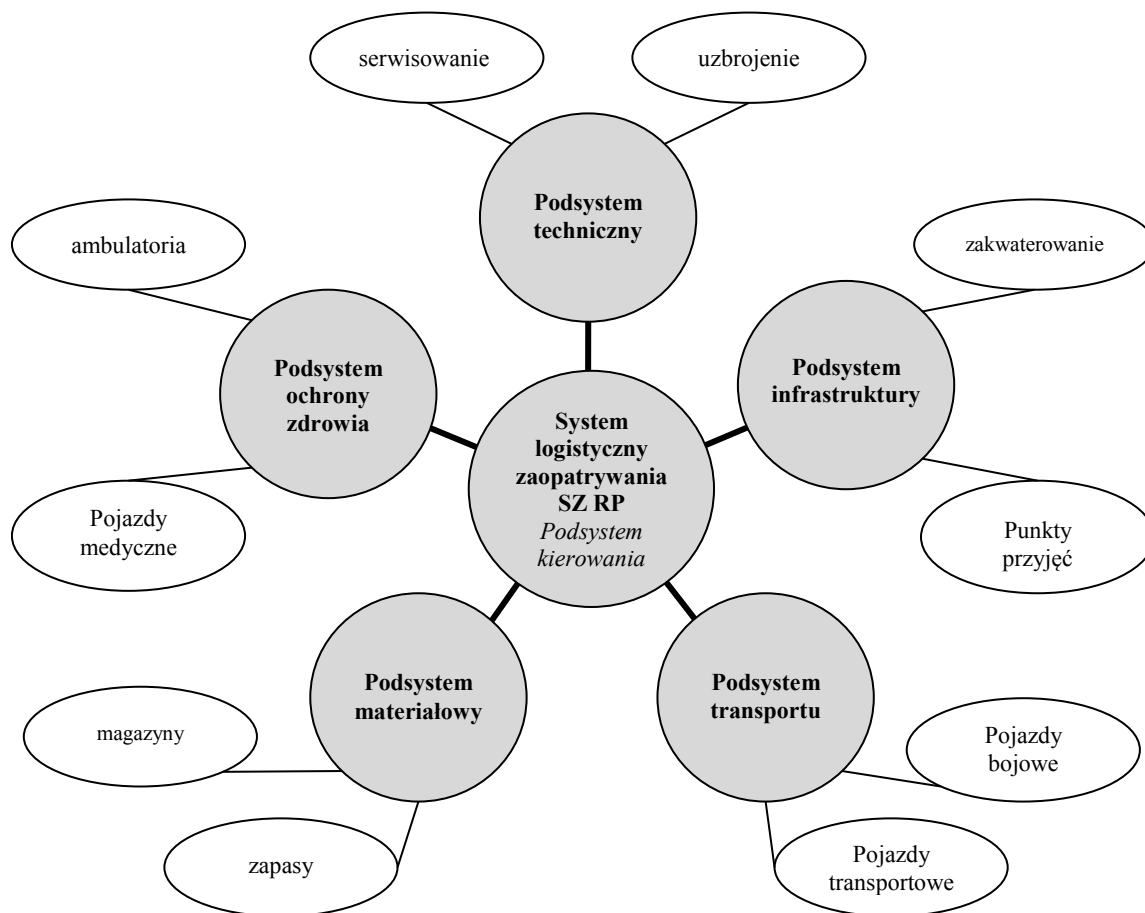 serwisowanie
uzbrojenie
Podsystem
techniczny
ambulatoria
zakwaterowanie
Podsystem
ochrony
zdrowia
Podsystem
infrastruktury
System
logistyczny
zaopatrywania
SZ RP
Podsystem
kierowania
Pojazdy
medyczne
Punkty
przyjęć
Podsystem
materiałowy
Podsystem
transportu
magazyny
Pojazdy
bojowe
zapasy
Pojazdy
transportowe